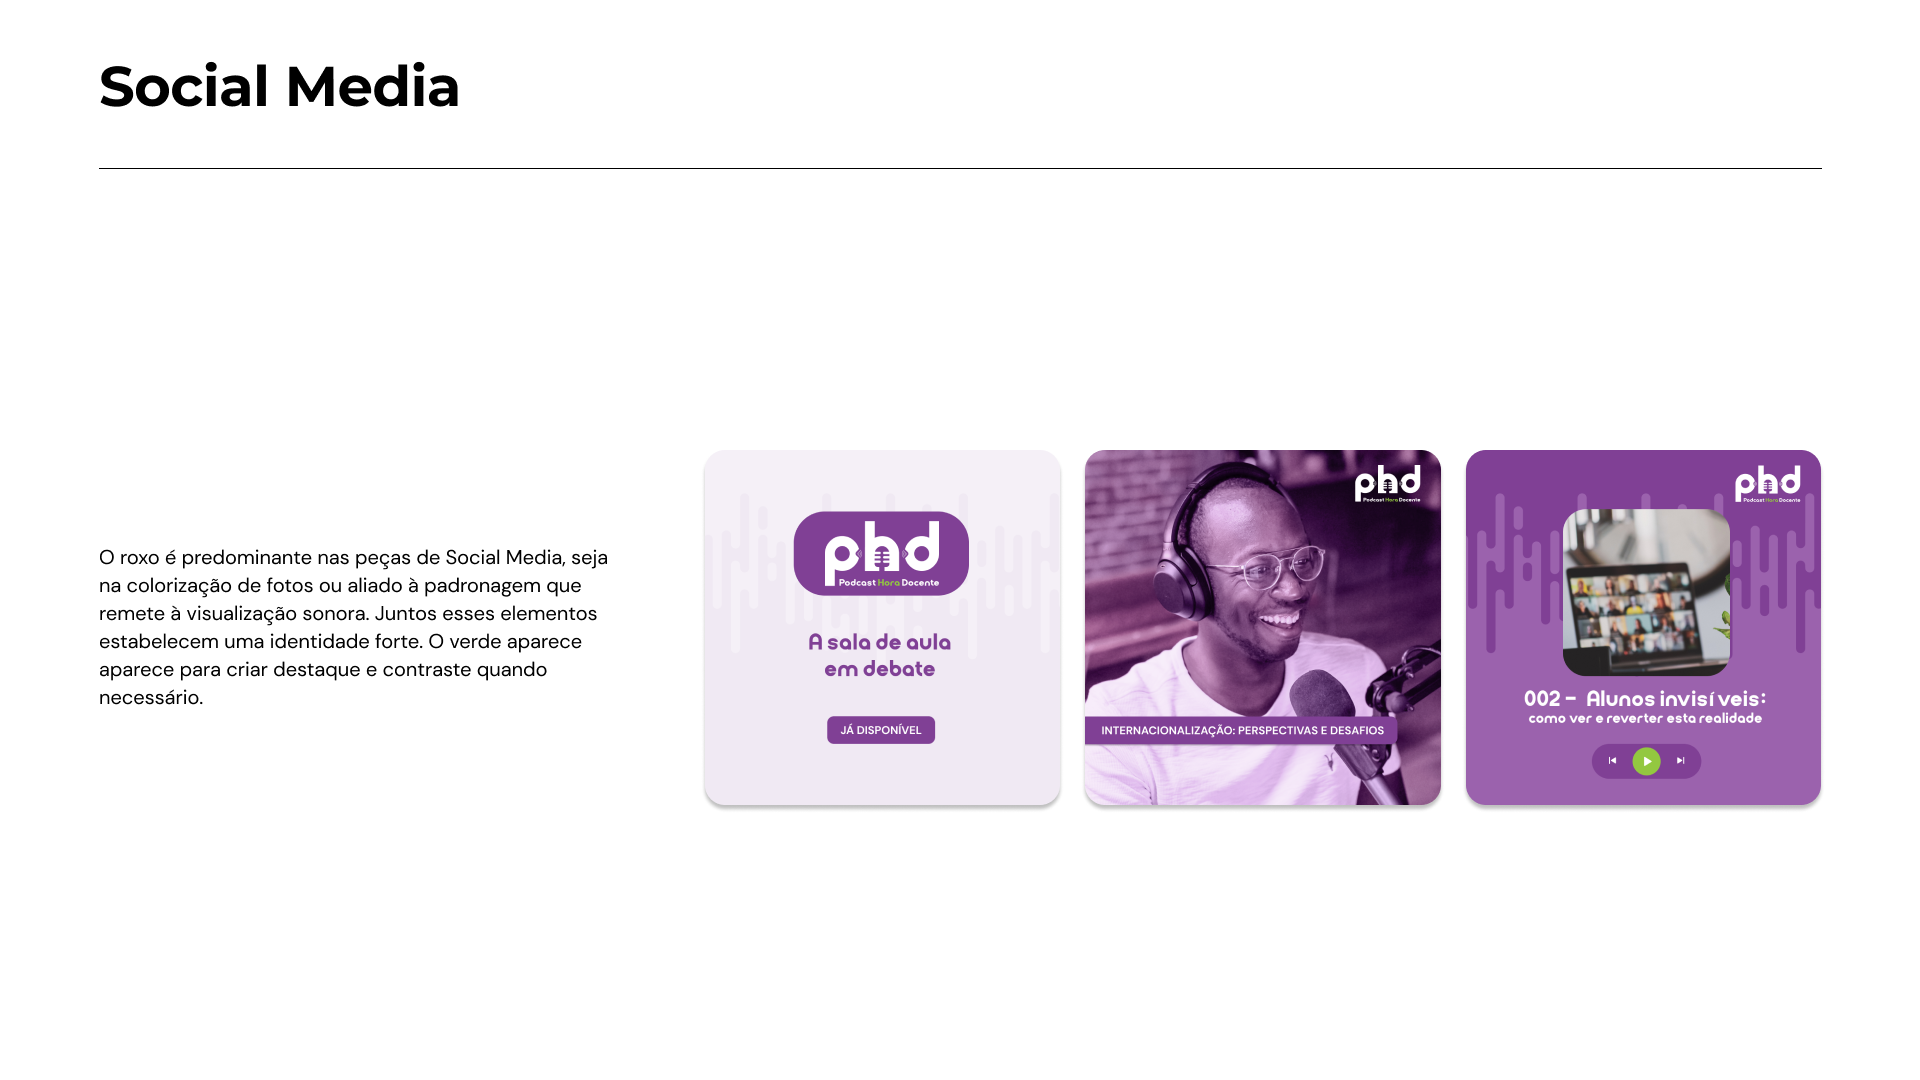 Social Media
O roxo é predominante nas peças de Social Media, seja
na colorização de fotos ou aliado à padronagem que
remete à visualização sonora. Juntos esses elementos
estabelecem uma identidade forte. O verde aparece
aparece para criar destaque e contraste quando
necessário.
phd
Podcast Hora Docente
A sala de aula
em debate
JÁ DISPONÍVEL
phd
Podcast Hora Docente
INTERNACIONALIZAÇÃO: PERSPECTIVAS E DESAFIOS
phd
Podcast Hora Docente
002 - Alunos invisíveis:
como ver e reverter esta realidade